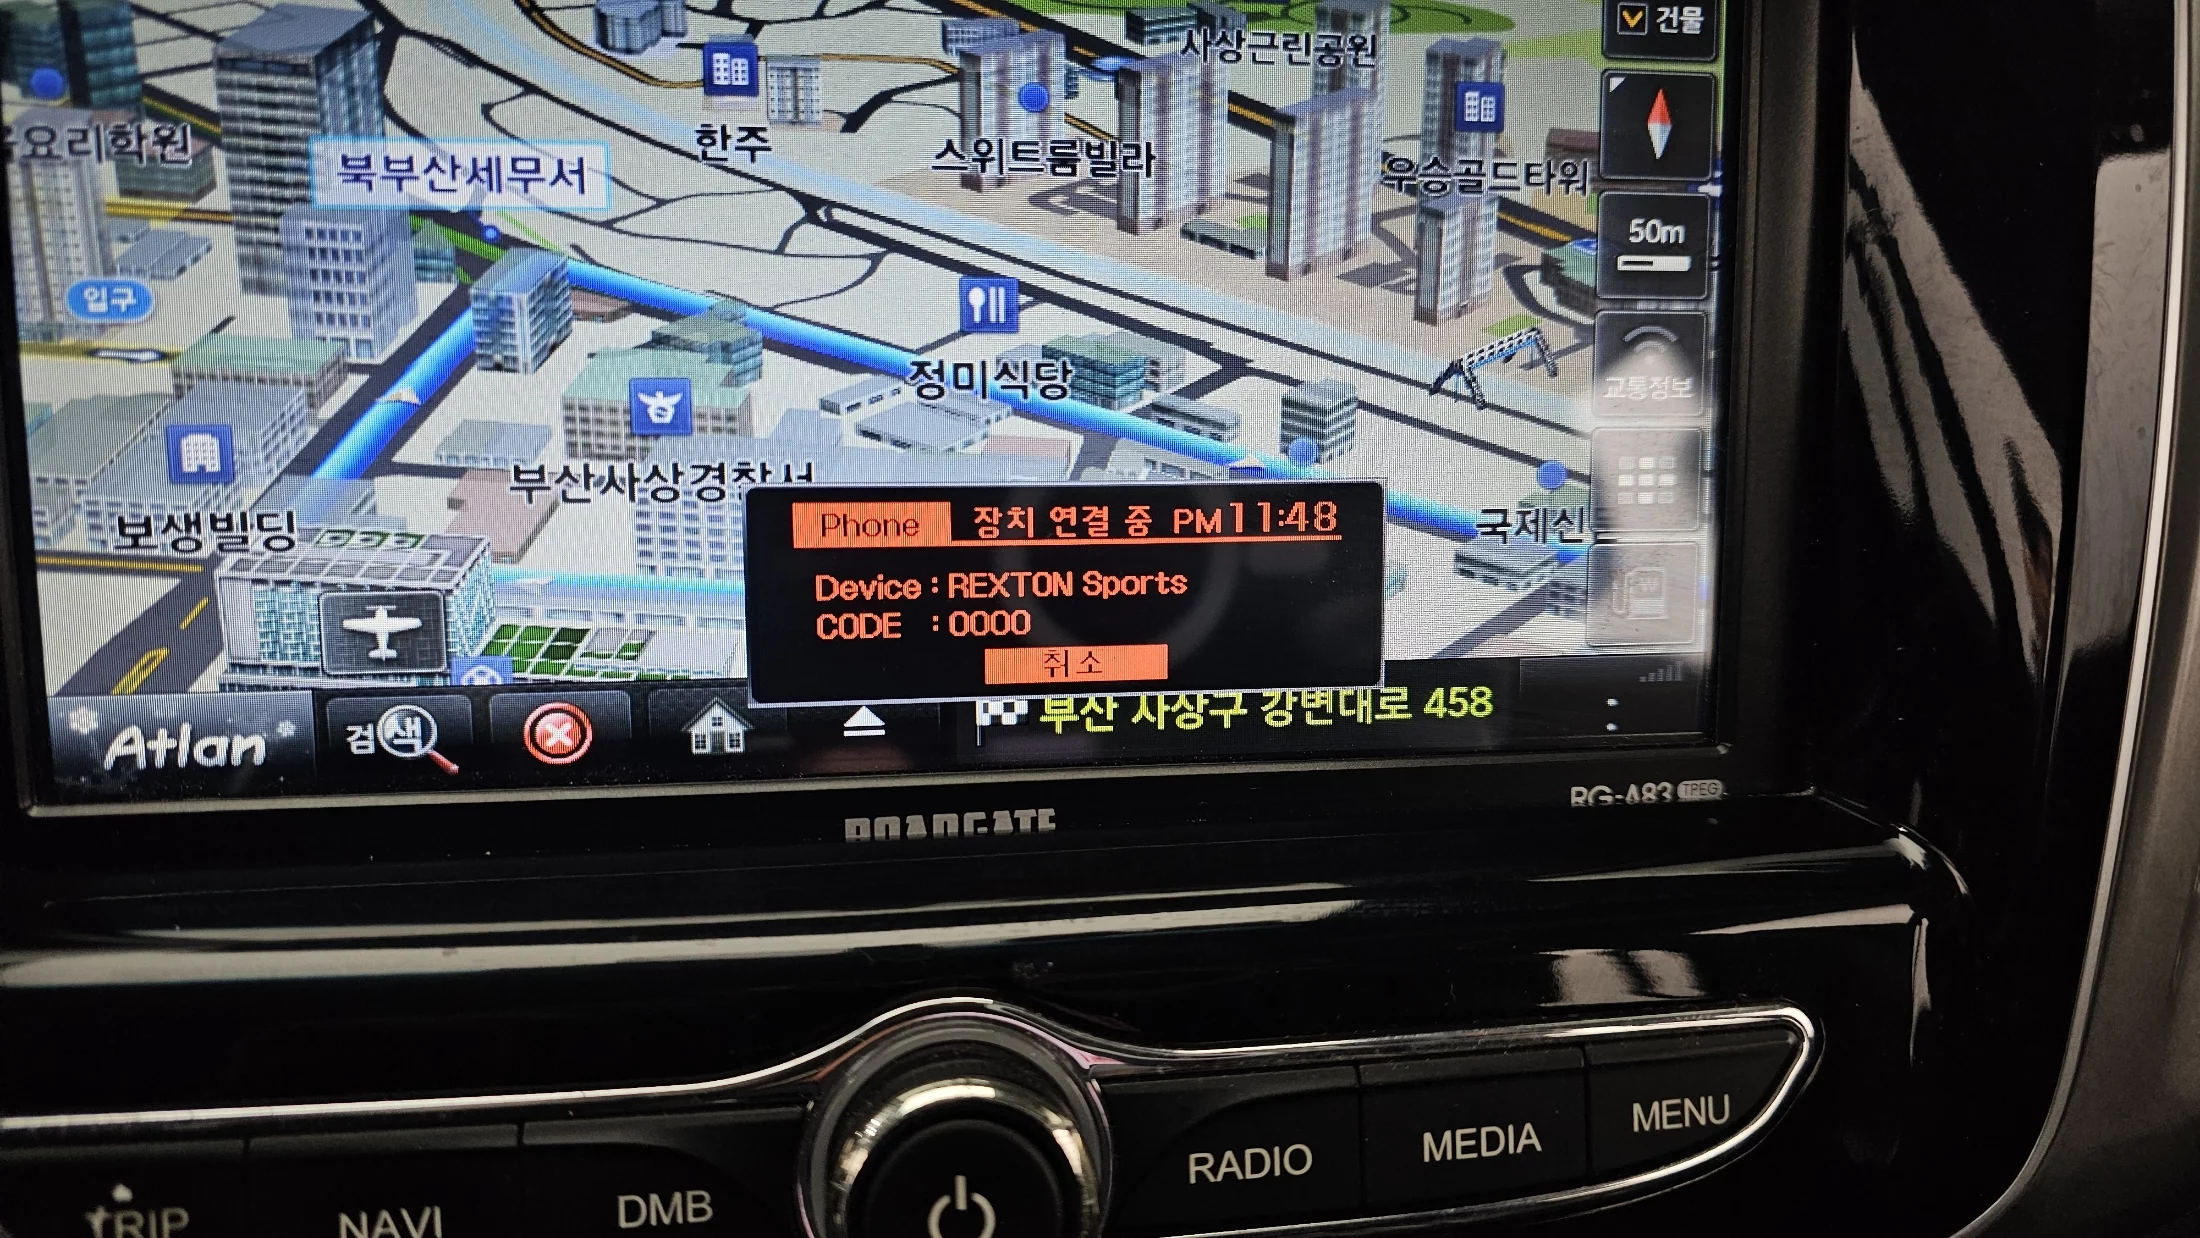 건물
사상근린공원
요리학원
한주
북부산세무서
스위트룸빌라
우승골드타워
50m
입구
교통정보
정미식당
부산사상경찰서
보생빌딩
국제신
Phone 장치 연결 중 PM 11:48
Device : REXTON Sports
CODE : 0000
취소
Atlan
검색
부산 사상구 강변대로 458
RG-A83 TPEG
ROADGATE
TRIP
NAVI
DMB
RADIO
MEDIA
MENU